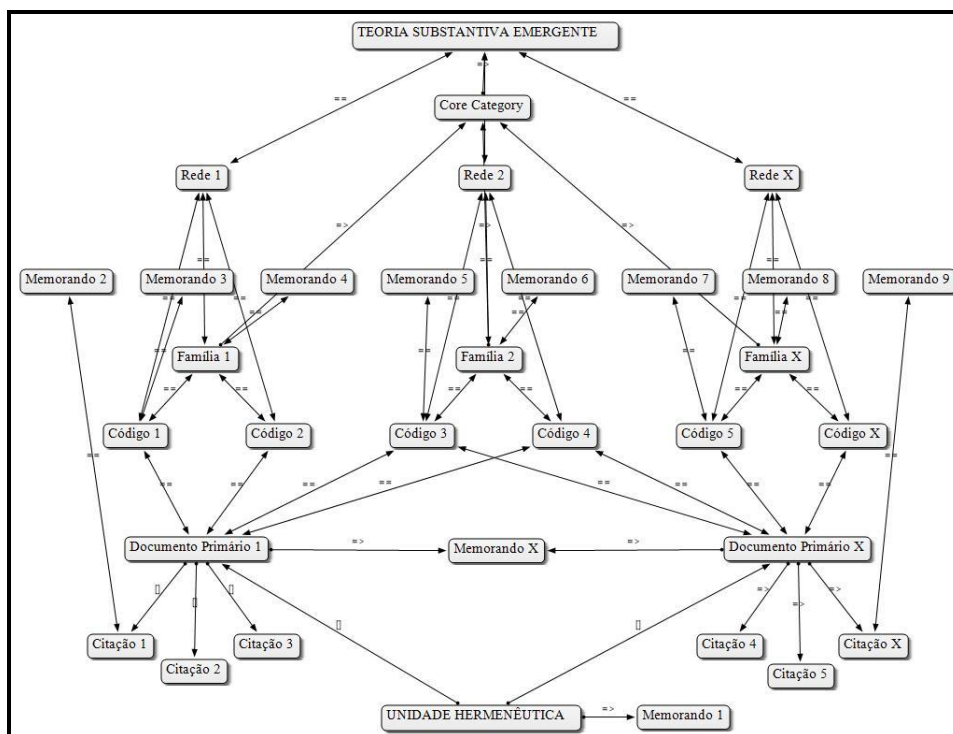 TEORIA SUBSTANTIVA EMERGENTE
=>
== Core Category ==
Rede 1 Rede 2 Rede X
=> => =>
== == ==
Memorando 2 Memorando 3 Memorando 4 Memorando 5 Memorando 6 Memorando 7 Memorando 8 Memorando 9
== == == == == == == ==
== ==
Família 1 Família 2 Família X
== == == == == ==
Código 1 Código 2 Código 3 Código 4 Código 5 Código X
== ==
== == == == == == == ==
Documento Primário 1 => Memorando X => Documento Primário X
=> => =>
Citação 1 Citação 2 Citação 3 Citação 4 Citação 5 Citação X
UNIDADE HERMENÊUTICA => Memorando 1